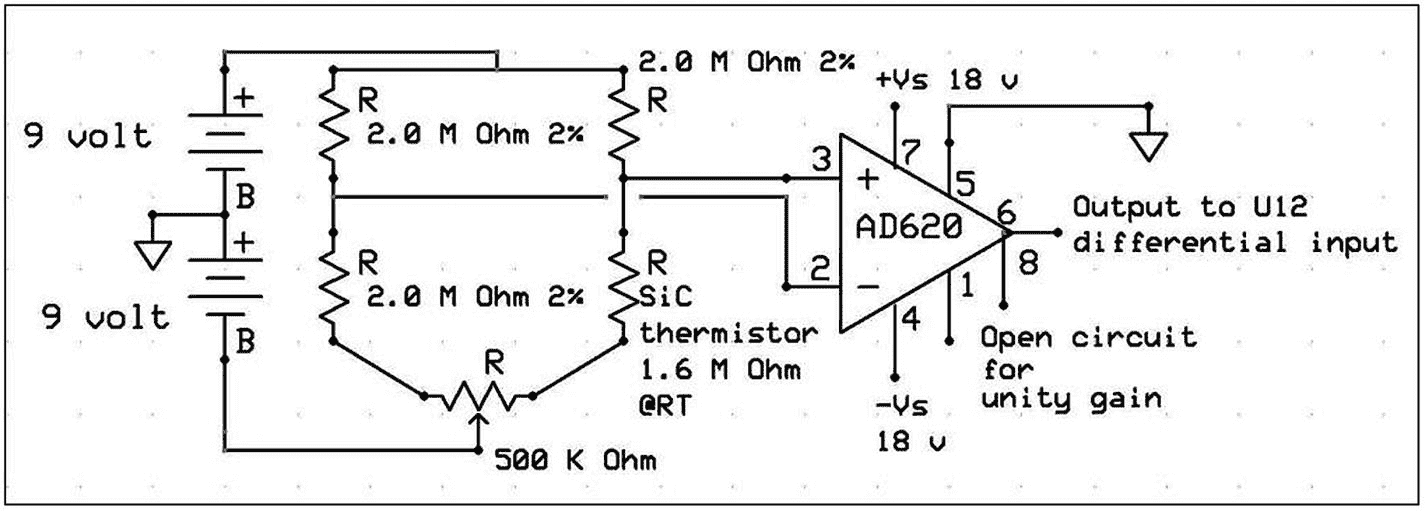 2.0 M Ohm 2%
+Vs 18 v
+
R
R
9 volt
2.0 M Ohm 2%
3
7
+
5
B
AD620
6
Output to U12
+
differential input
R
R
2
8
9 volt
2.0 M Ohm 2%
SiC
−
1
B
thermistor
4
Open circuit
R
1.6 M Ohm
for
@RT
−Vs
unity gain
18 v
500 K Ohm